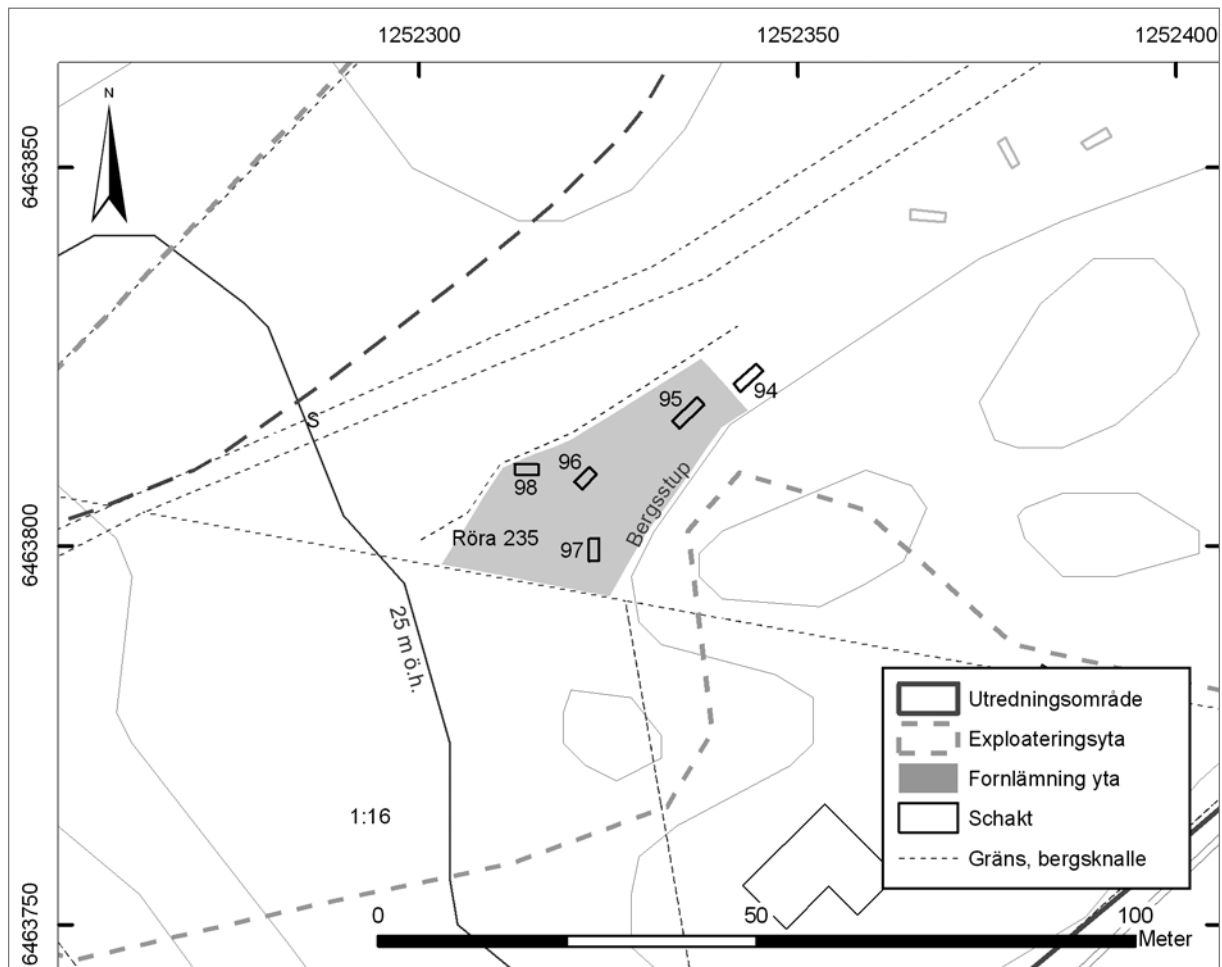 1252300
1252350
1252400
N
6463850
S
94
95
96
98
Bergsstup
Röra 235
97
6463800
25 m ö.h.
Utredningsområde
Exploateringsyta
Fornlämning yta
Schakt
Gräns, bergsknalle
1:16
6463750
0
50
100
Meter